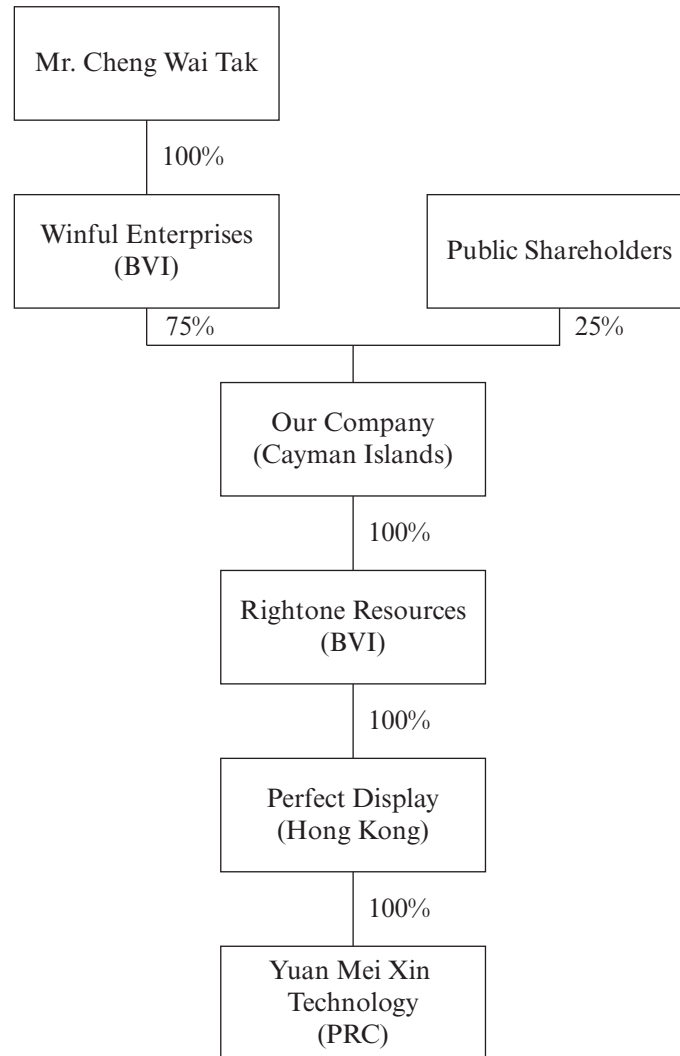 Mr. Cheng Wai Tak
100%
Winful Enterprises
(BVI)
Public Shareholders
75%
25%
Our Company
(Cayman Islands)
100%
Rightone Resources
(BVI)
100%
Perfect Display
(Hong Kong)
100%
Yuan Mei Xin
Technology
(PRC)